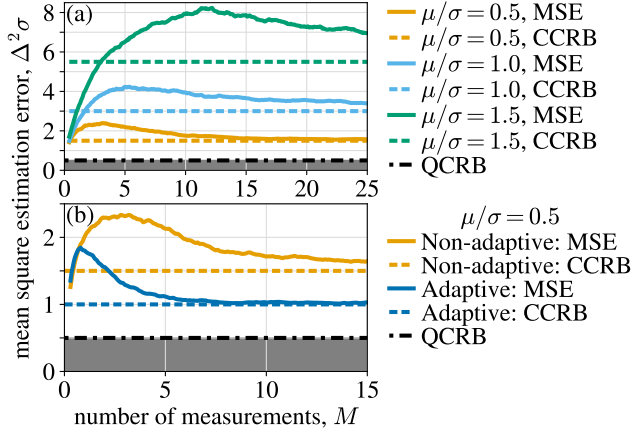 (a)
8
6
4
2
0
0
5
10
15
20
25
number of measurements, M
μ/σ = 0.5, MSE
μ/σ = 0.5, CCRB
μ/σ = 1.0, MSE
μ/σ = 1.0, CCRB
μ/σ = 1.5, MSE
μ/σ = 1.5, CCRB
QCRB
mean square estimation error, Δ²σ
(b)
2
1
0
0
5
10
15
number of measurements, M
μ/σ = 0.5
Non-adaptive: MSE
Non-adaptive: CCRB
Adaptive: MSE
Adaptive: CCRB
QCRB